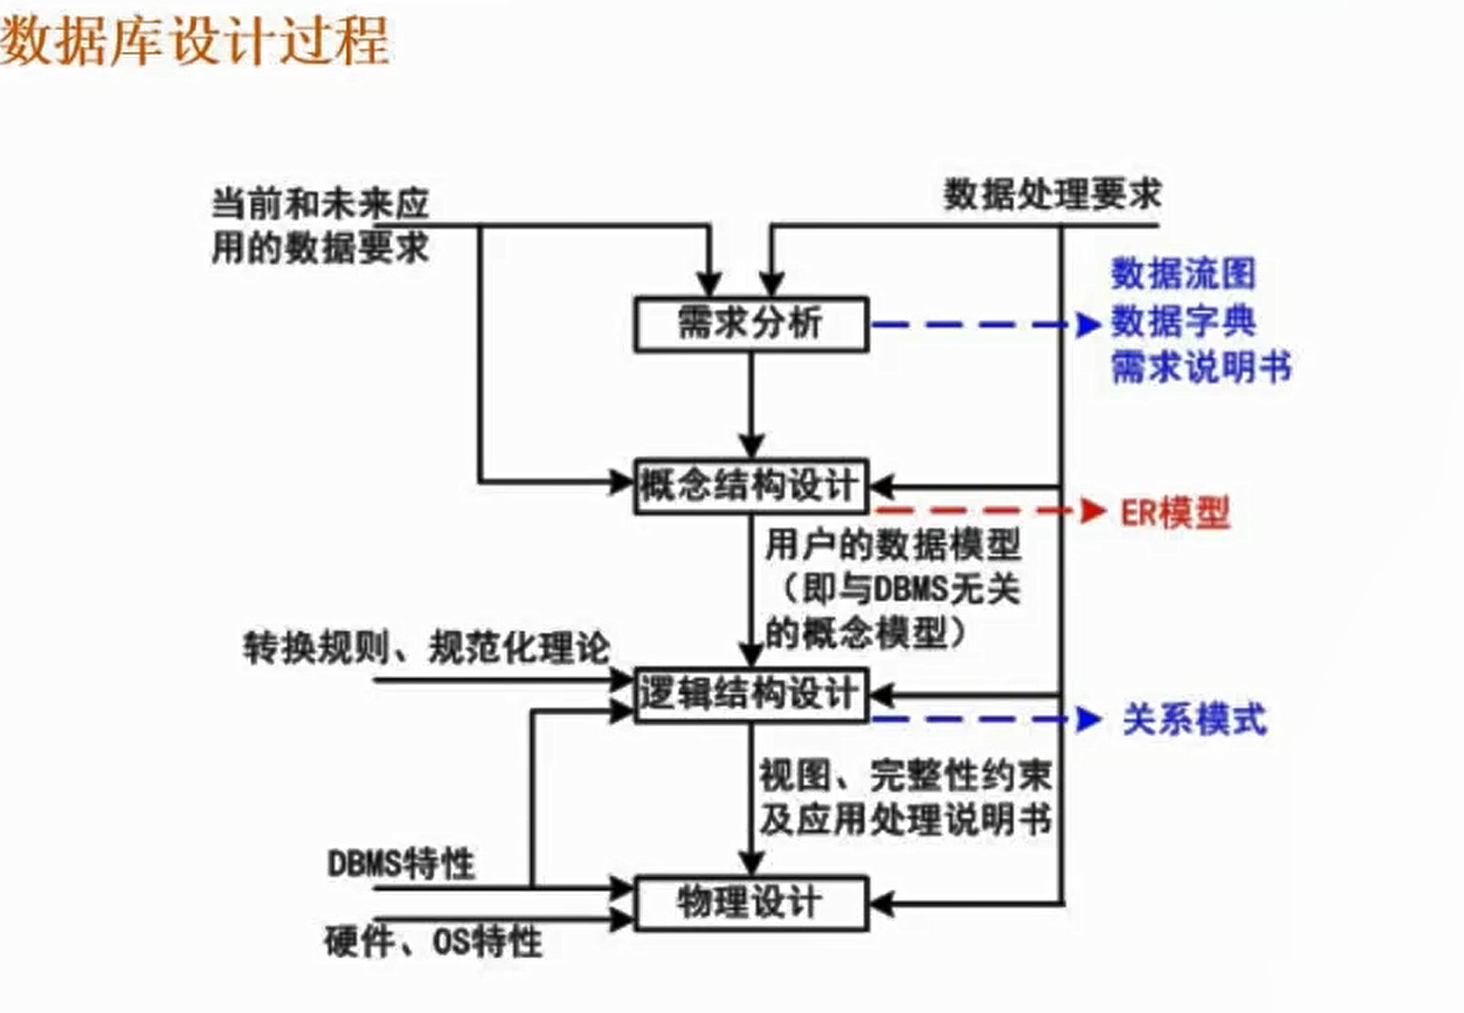 数据库设计过程
当前和未来应
用的数据要求
数据处理要求
数据流图
需求分析
数据字典
需求说明书
概念结构设计
ER模型
用户的数据模型
（即与DBMS无关
的概念模型）
转换规则、规范化理论
逻辑结构设计
关系模式
视图、完整性约束
及应用处理说明书
DBMS特性
物理设计
硬件、OS特性